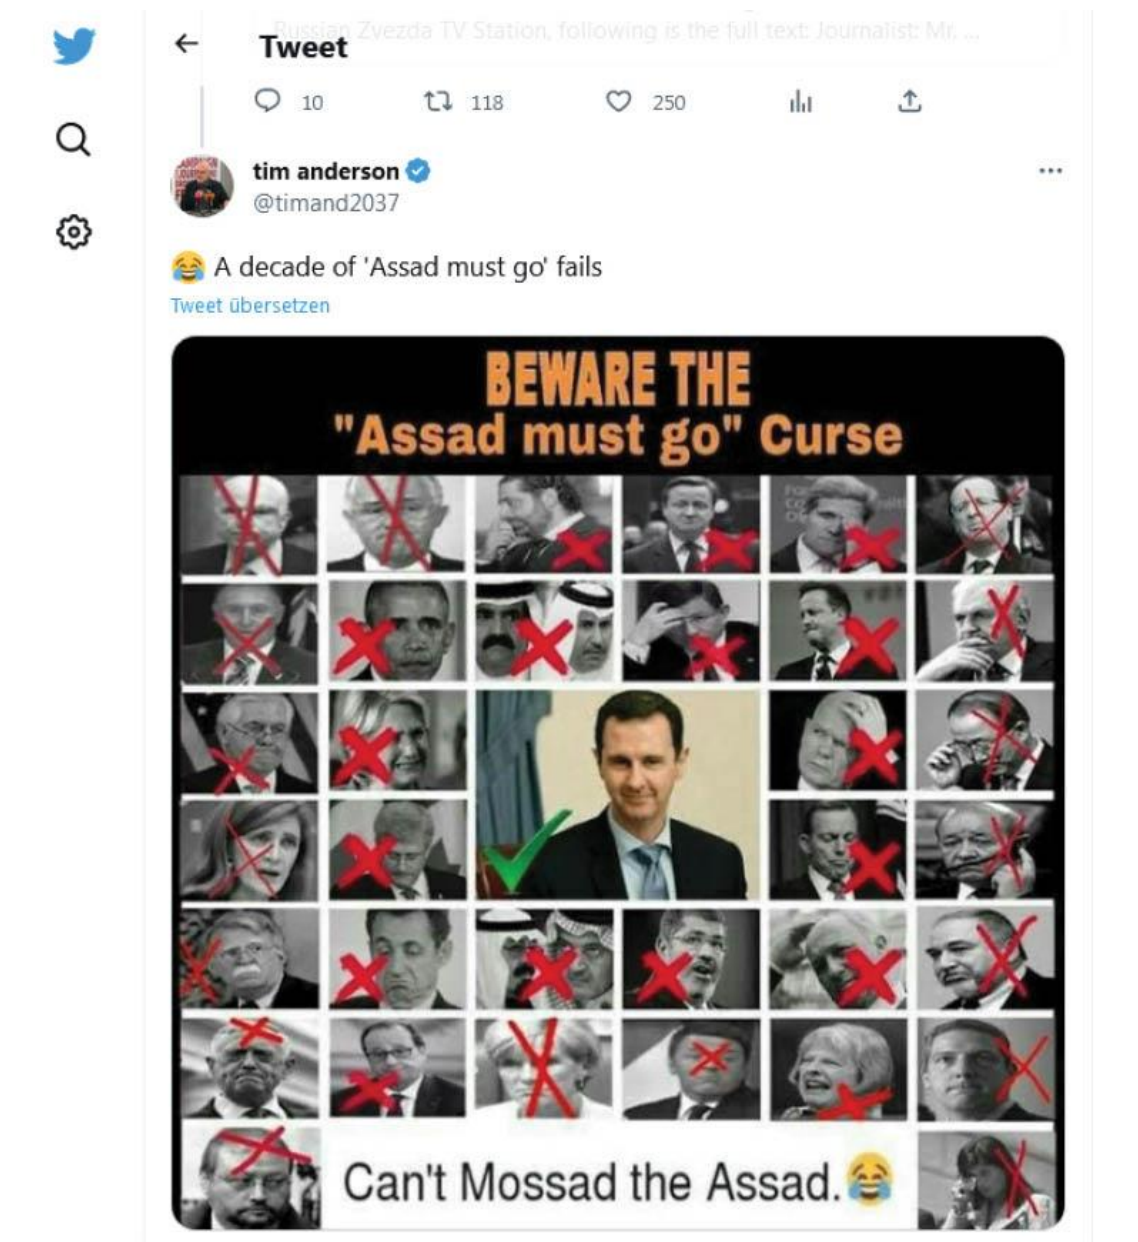 Russian Zvezda TV Station, following is the full text: Journalist: Mr. ...
Tweet
10 118 250
tim anderson
@timand2037
😂 A decade of 'Assad must go' fails
Tweet übersetzen
BEWARE THE
"Assad must go" Curse
Can't Mossad the Assad.😂